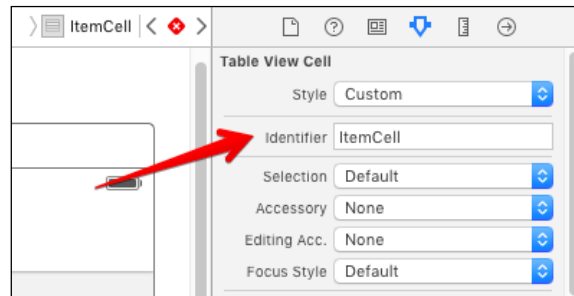 ItemCell
Table View Cell
Style Custom
Identifier ItemCell
Selection Default
Accessory None
Editing Acc. None
Focus Style Default